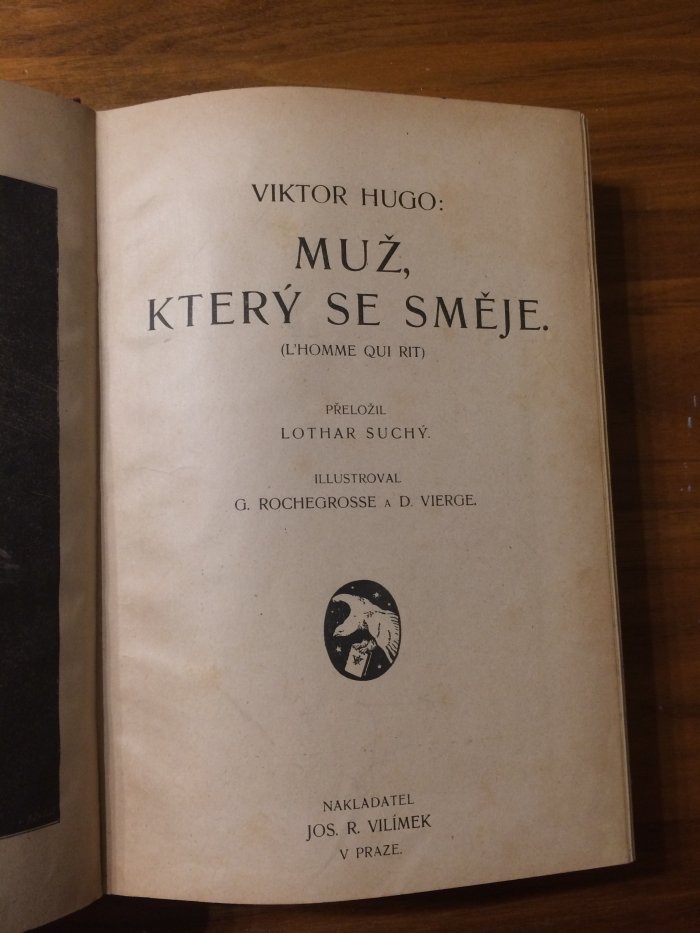 VIKTOR HUGO:
MUŽ,
KTERÝ SE SMĚJE.
(L'HOMME QUI RIT)
PŘELOŽIL
LOTHAR SUCHÝ.
ILLUSTROVAL
G. ROCHEGROSSE A D. VIERGE.
NAKLADATEL
JOS. R. VILÍMEK
V PRAZE.